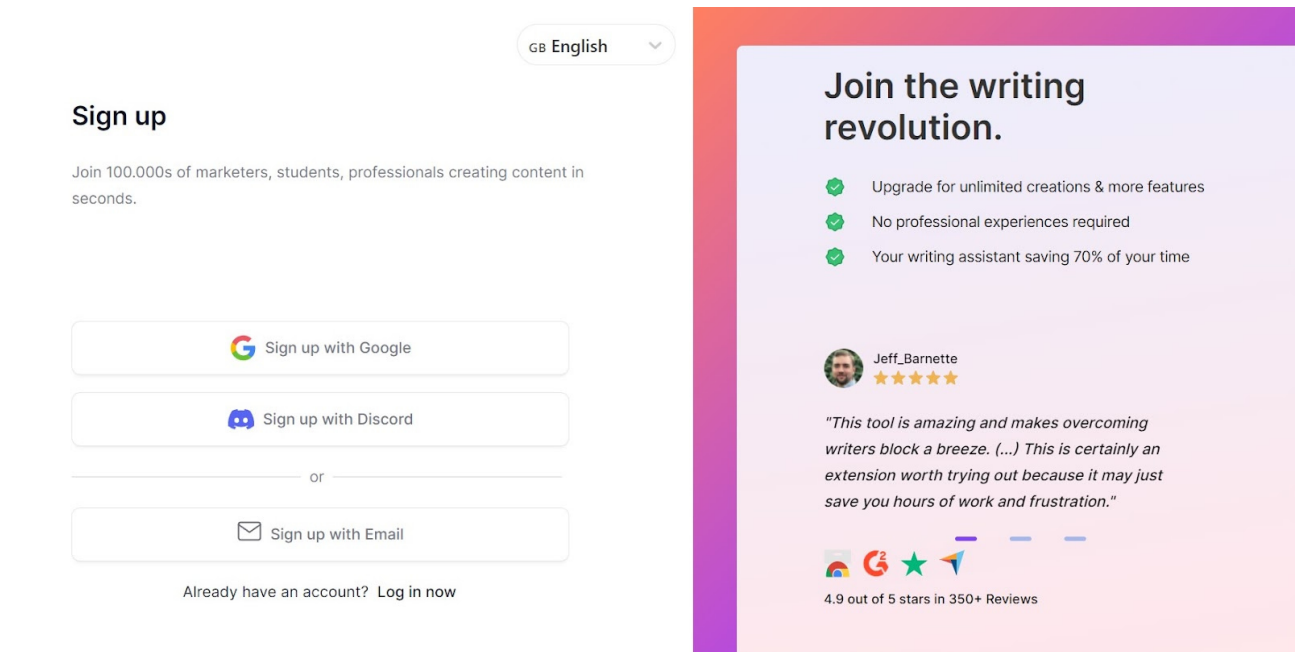 GB English
Sign up
Join 100.000s of marketers, students, professionals creating content in
seconds.
Sign up with Google
Sign up with Discord
or
Sign up with Email
Already have an account? Log in now
Join the writing
revolution.
Upgrade for unlimited creations & more features
No professional experiences required
Your writing assistant saving 70% of your time
Jeff_Barnette
"This tool is amazing and makes overcoming
writers block a breeze. (...) This is certainly an
extension worth trying out because it may just
save you hours of work and frustration."
4.9 out of 5 stars in 350+ Reviews